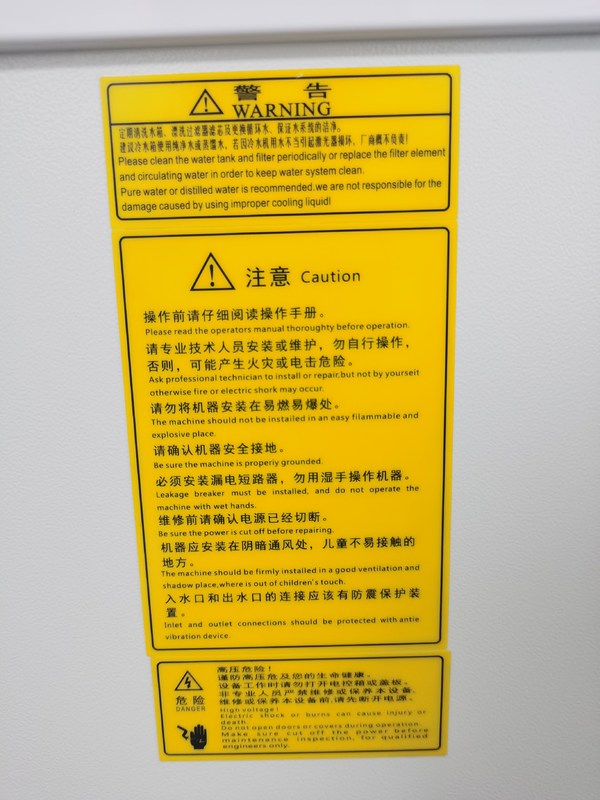 警 告
WARNING
定期清洗水箱、清洗过滤器滤芯及更换循环水、保证水系统的洁净。
建议冷水箱使用纯净水或蒸馏水，若因冷水机用水不当引起激光器损坏，厂商概不负责!
Please clean the water tank and filter periodically or replace the filter element
and circulating water in order to keep water system clean.
Pure water or distilled water is recommended.we are not responsible for the
damage caused by using improper cooling liquid!
注意 Caution
操作前请仔细阅读操作手册。
Please read the operators manual thoroughty before operation.
请专业技术人员安装或维护，勿自行操作，
否则，可能产生火灾或电击危险。
Ask professional technician to install or repair,but not by yourseit
otherwise fire or electric shork may occur.
请勿将机器安装在易燃易爆处。
The machine should not be instailed in an easy filammable and
explosive place.
请确认机器安全接地。
Be sure the machine is properiy grounded.
必须安装漏电短路器，勿用湿手操作机器。
Leakage breaker must be installed, and do not operate the
machine with wet hands.
维修前请确认电源已经切断。
Be sure the power is cut off before repairing.
机器应安装在阴暗通风处，儿童不易接触的
地方。
The machine should be firmly installed in a good ventilation and
shadow place,where is out of children's touch.
入水口和出水口的连接应该有防震保护装
置。
Inlet and outlet connections should be protected with antie
vibration device.
危 险
DANGER
高压危险!
谨防高压危及您的生命健康。
设备工作时请勿打开电控箱或盖板。
非专业人员严禁维修或保养本设备。
维修或保养本设备前,请先断开电源。
High voltage!
Electric shock or burns can cause injury or
death.
Do not open doors or covers during operation.
Make sure cut off the power before
maintenance inspection, for qualified
engineers only.